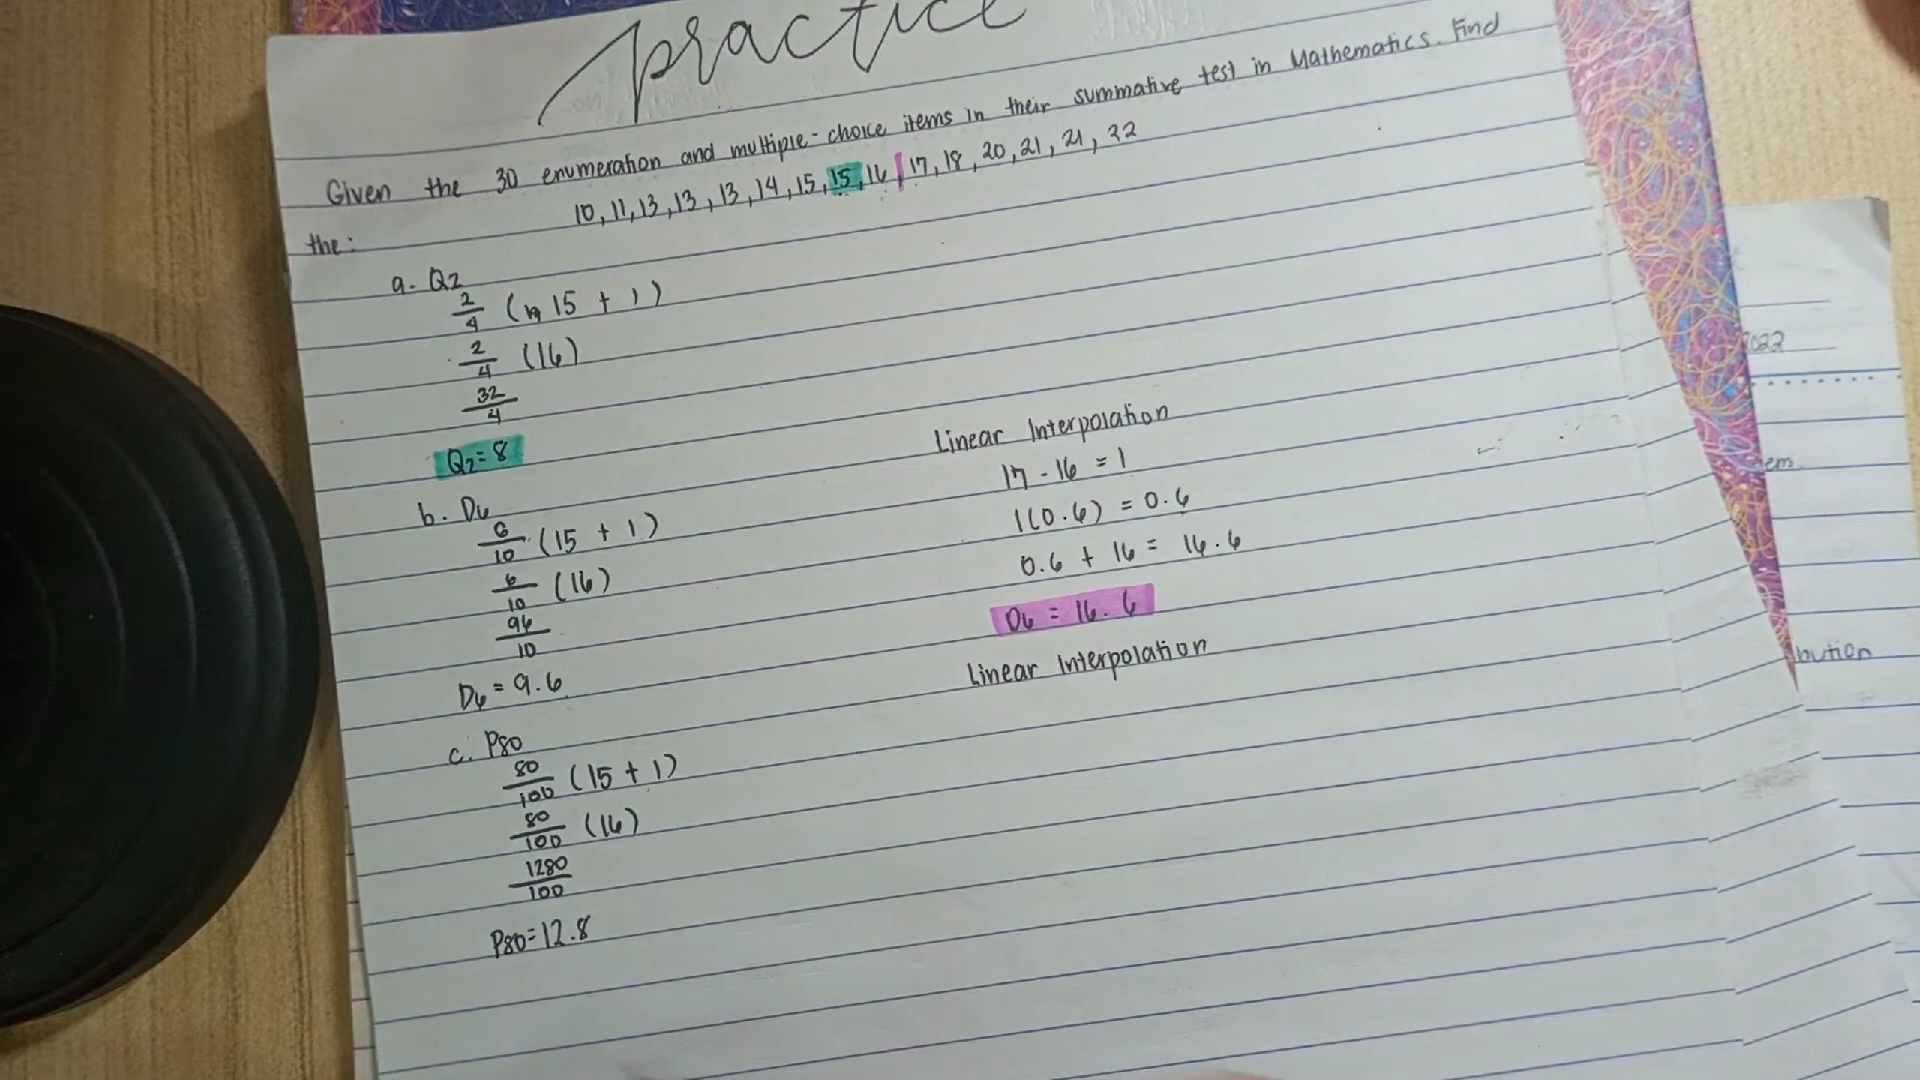 practice
Given the 30 enumeration and multiple-choice items in their summative test in Mathematics. Find
the:
10, 11, 13, 13, 13, 14, 15, 15, 16, 17, 18, 20, 21, 21, 22
a. Q2
2/4 (15 + 1)
2/4 (16)
32/4
Q2 = 8
b. D6
6/10 (15 + 1)
6/10 (16)
96/10
D6 = 9.6
Linear Interpolation
17 - 16 = 1
1(0.6) = 0.6
0.6 + 16 = 16.6
D6 = 16.6
Linear Interpolation
c. P80
80/100 (15 + 1)
80/100 (16)
1280/100
P80 = 12.8
2022
em.
bution